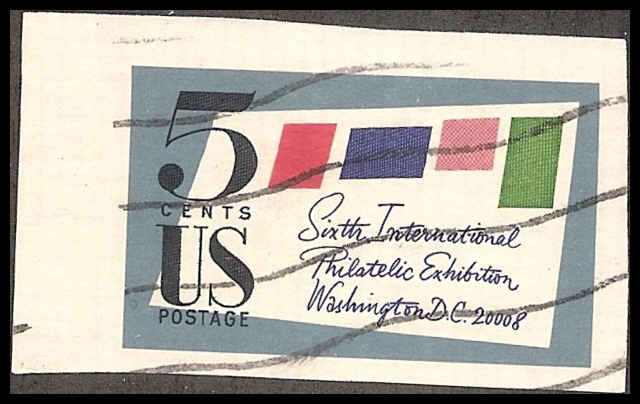 5
CENTS
US
POSTAGE
Sixth International
Philatelic Exhibition
Washington D.C. 20008